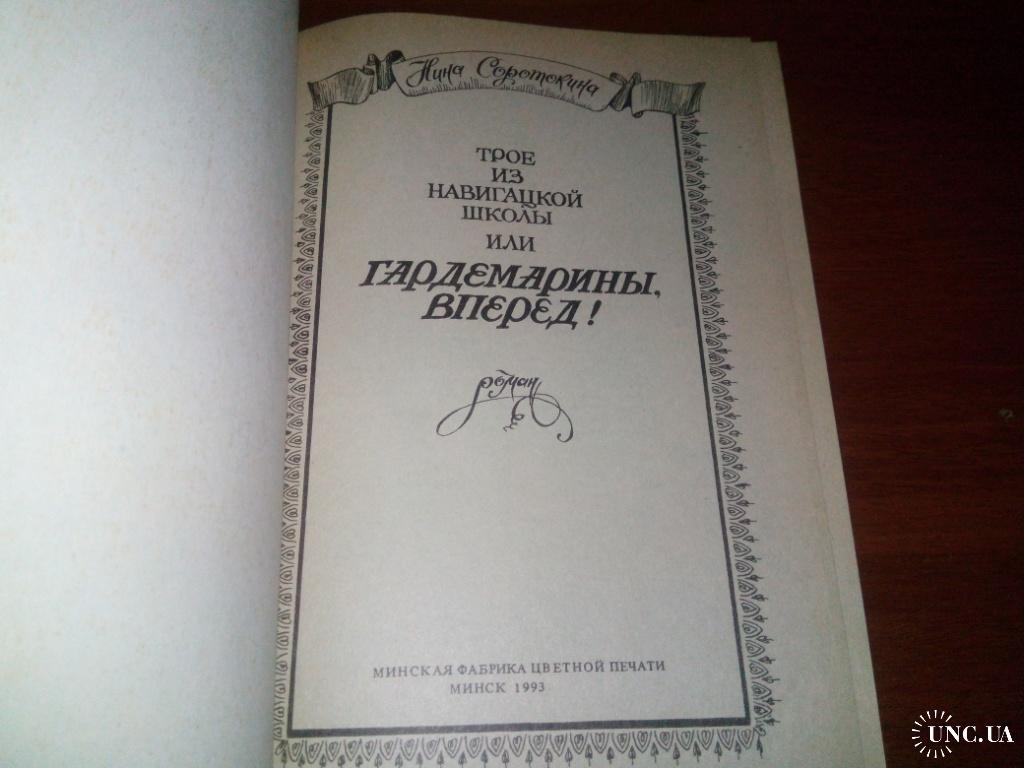 Нина Соротокина
ТРОЕ
ИЗ
НАВИГАЦКОЙ
ШКОЛЫ
ИЛИ
ГАРДЕМАРИНЫ,
ВПЕРЕД!
роман
МИНСКАЯ ФАБРИКА ЦВЕТНОЙ ПЕЧАТИ
МИНСК 1993
UNC.UA